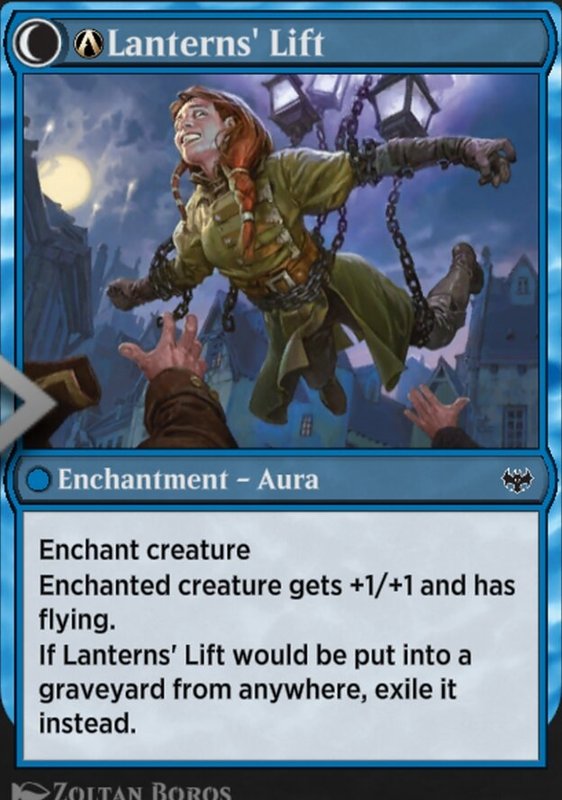 Lanterns' Lift
Enchantment – Aura
Enchant creature
Enchanted creature gets +1/+1 and has
flying.
If Lanterns' Lift would be put into a
graveyard from anywhere, exile it
instead.
Zoltan Boros